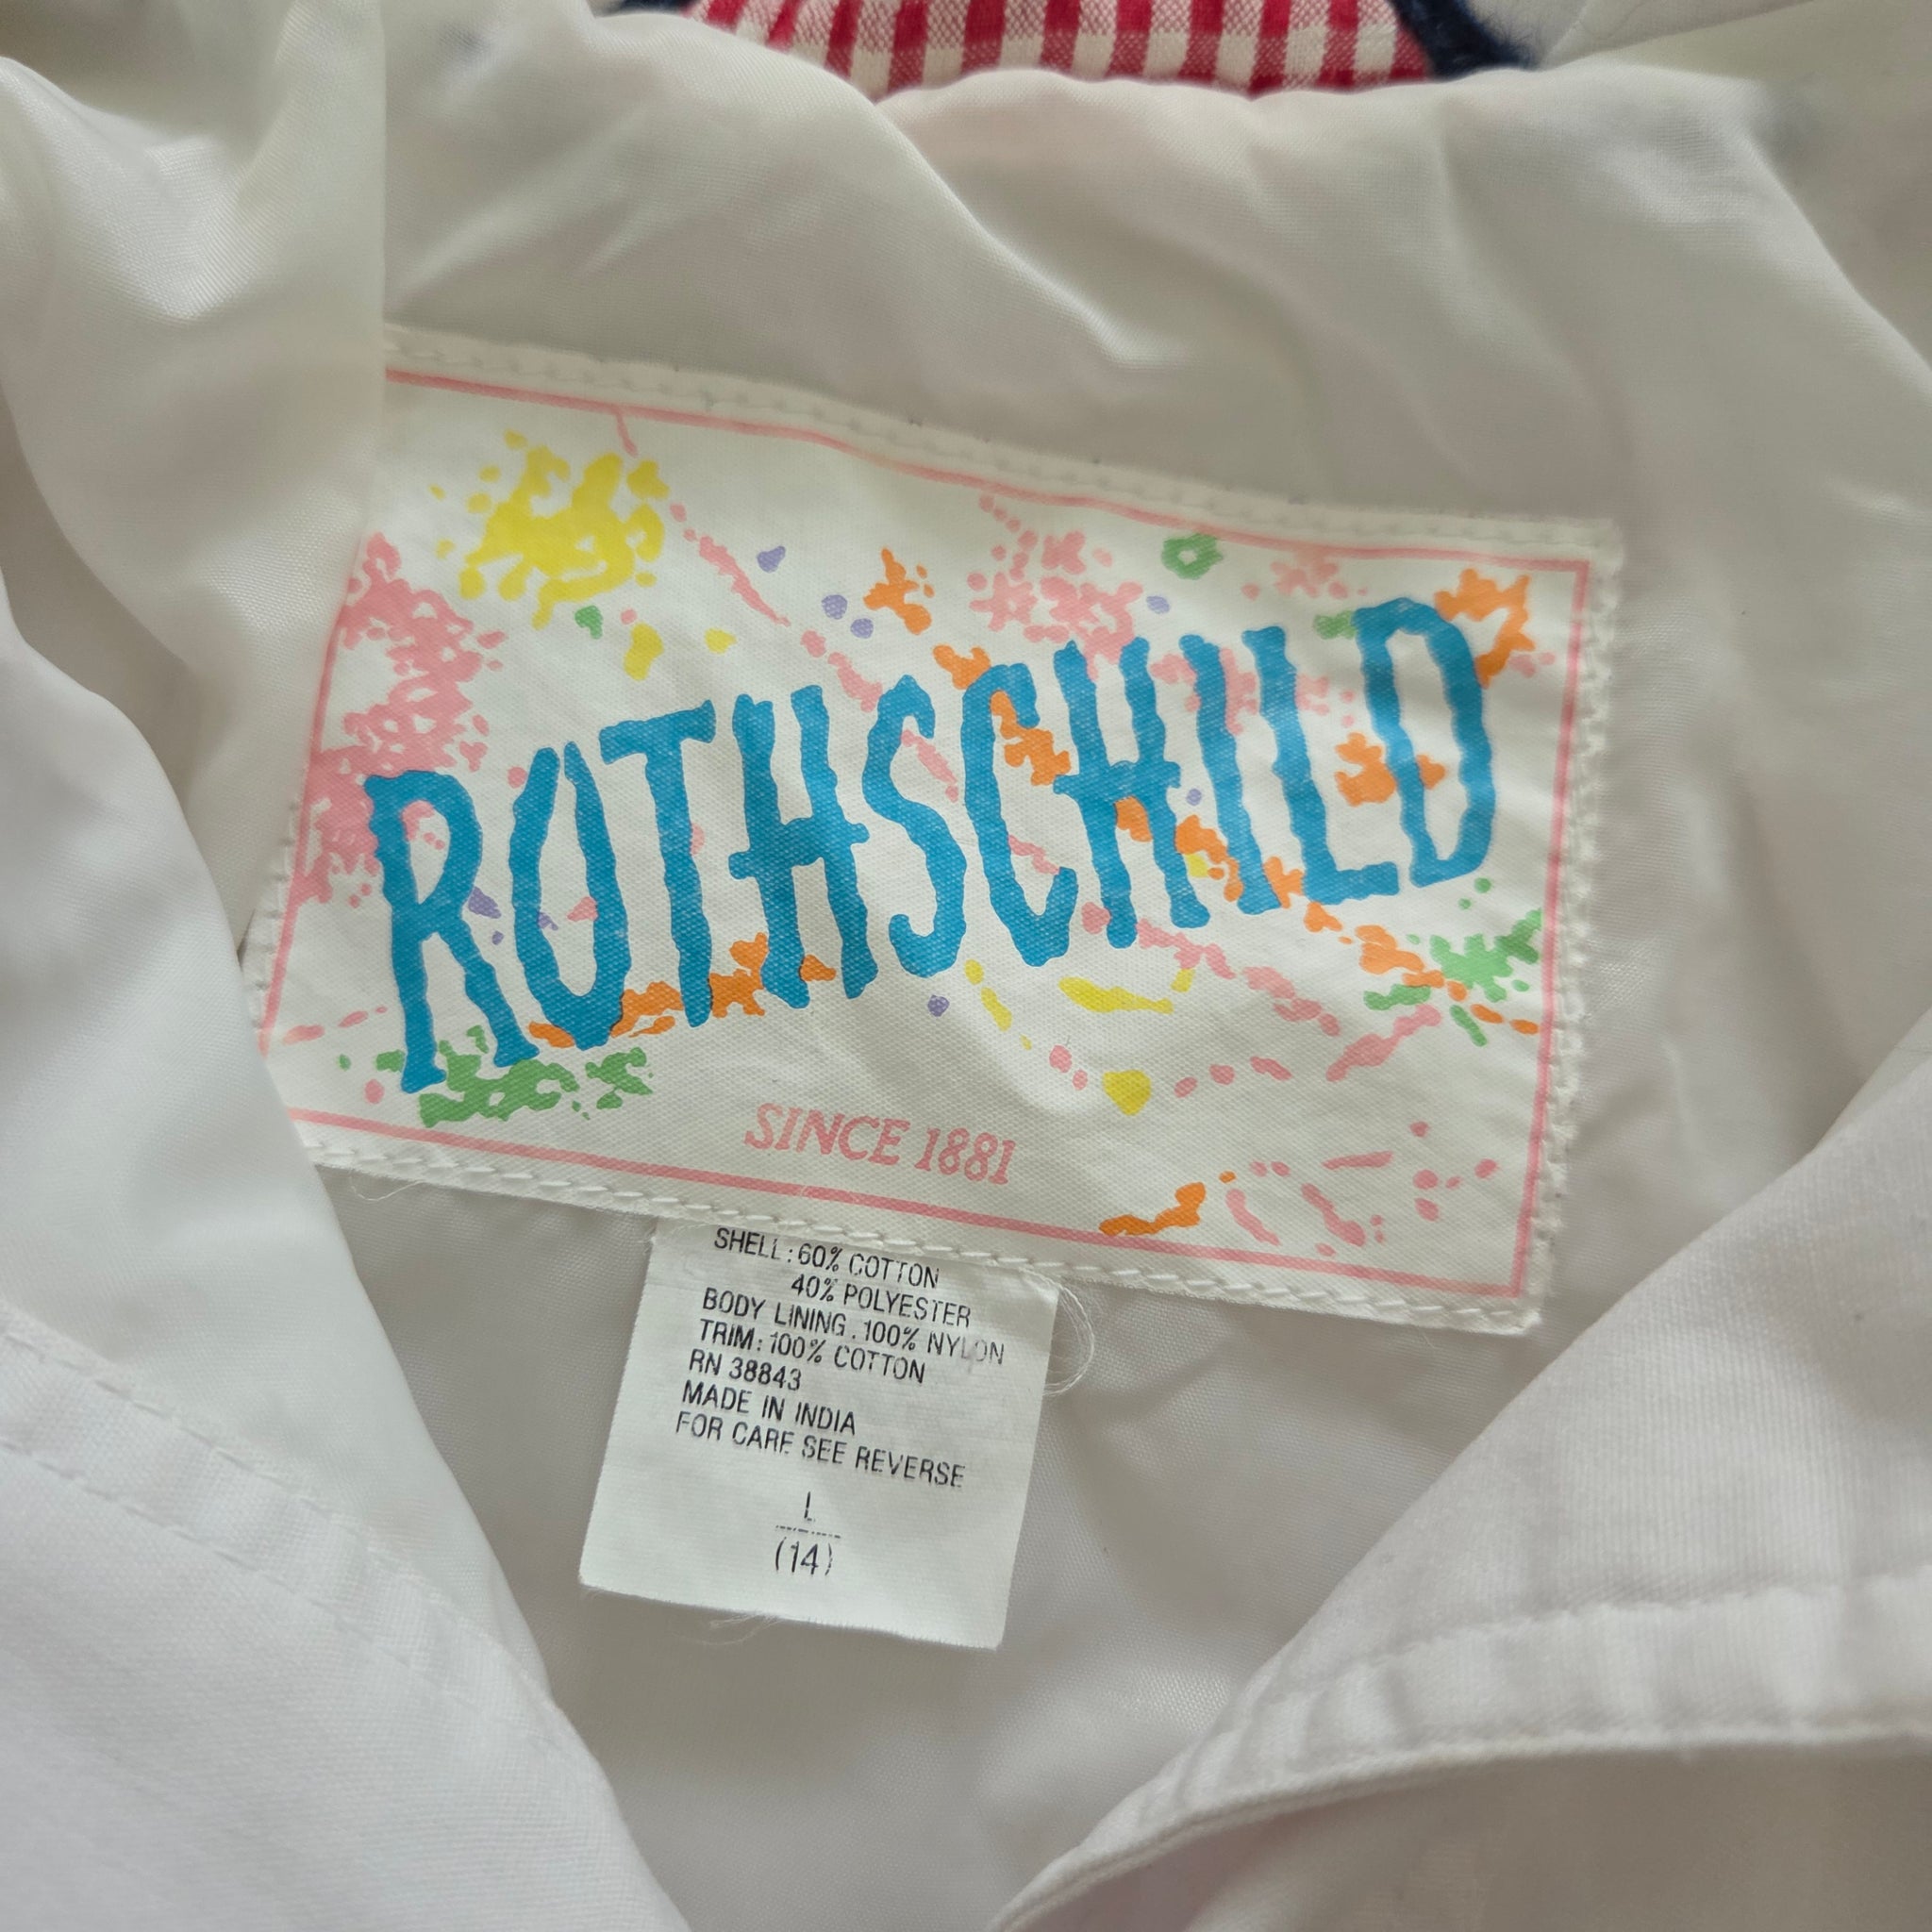 ROTHSCHILD
SINCE 1881
SHELL: 60% COTTON
40% POLYESTER
BODY LINING. 100% NYLON
TRIM: 100% COTTON
RN 38843
MADE IN INDIA
FOR CARE SEE REVERSE
L
(14)